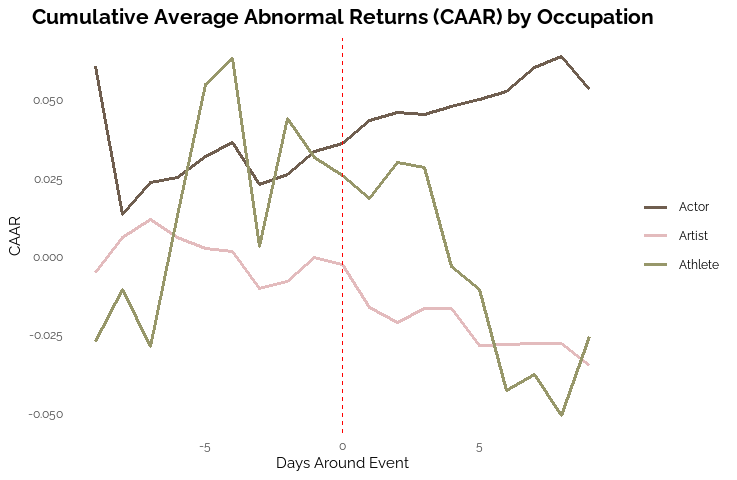 Cumulative Average Abnormal Returns (CAAR) by Occupation
0.050
0.025
0.000
-0.025
-0.050
CAAR
-5
0
5
Days Around Event
Actor
Artist
Athlete